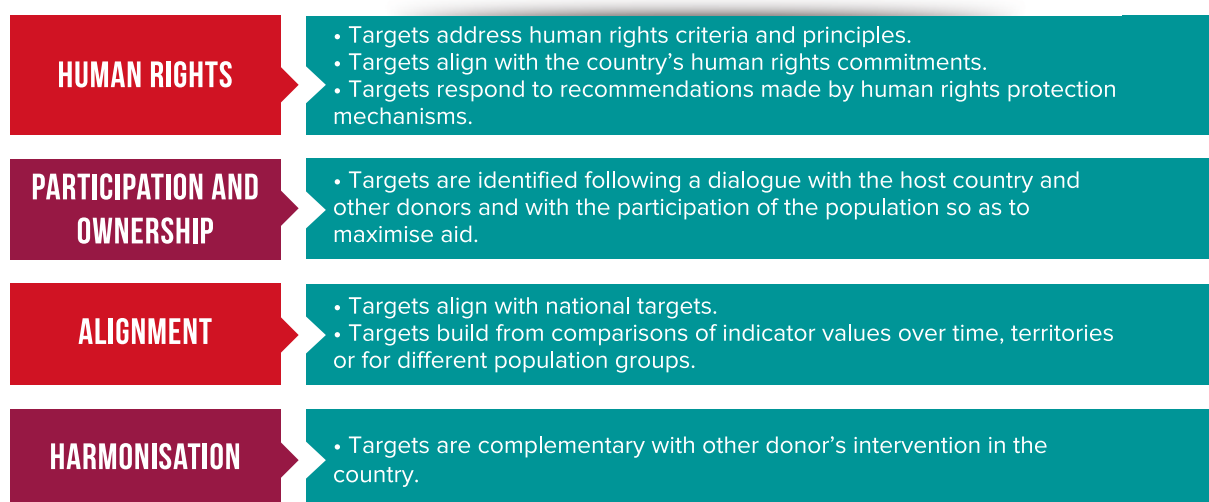 HUMAN RIGHTS
• Targets address human rights criteria and principles.
• Targets align with the country’s human rights commitments.
• Targets respond to recommendations made by human rights protection
mechanisms.
PARTICIPATION AND
OWNERSHIP
• Targets are identified following a dialogue with the host country and
other donors and with the participation of the population so as to
maximise aid.
ALIGNMENT
• Targets align with national targets.
• Targets build from comparisons of indicator values over time, territories
or for different population groups.
HARMONISATION
• Targets are complementary with other donor’s intervention in the
country.